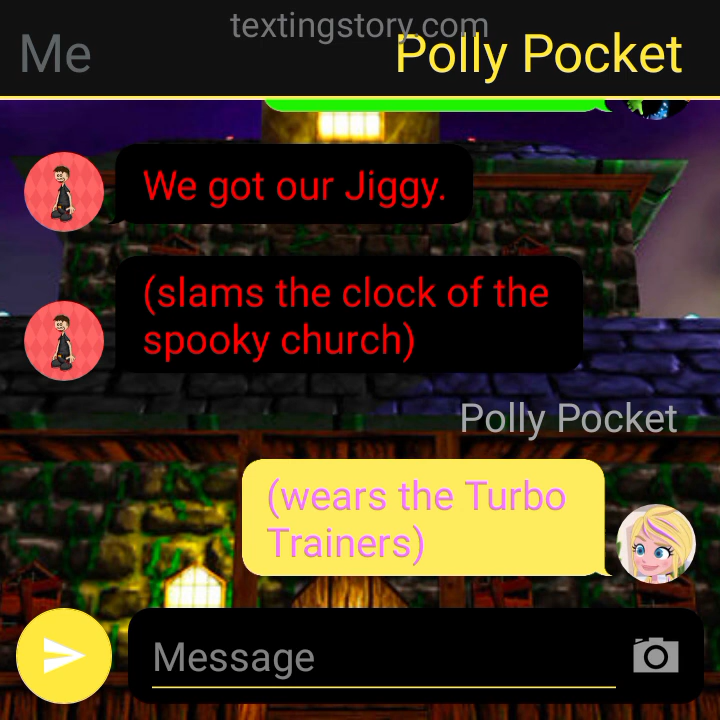 textingstory.com
Me
Polly Pocket
We got our Jiggy.
(slams the clock of the
spooky church)
Polly Pocket
(wears the Turbo
Trainers)
Message